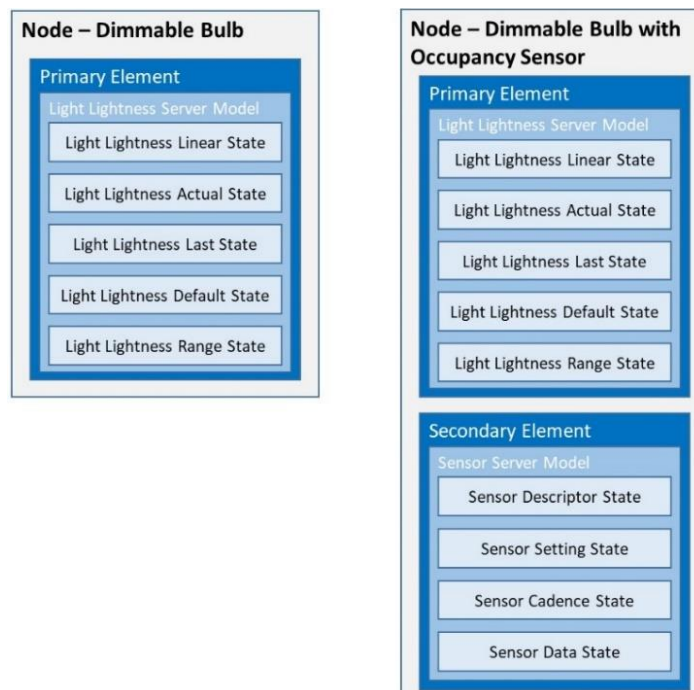 Node – Dimmable Bulb
Primary Element
Light Lightness Server Model
Light Lightness Linear State
Light Lightness Actual State
Light Lightness Last State
Light Lightness Default State
Light Lightness Range State
Node – Dimmable Bulb with
Occupancy Sensor
Primary Element
Light Lightness Server Model
Light Lightness Linear State
Light Lightness Actual State
Light Lightness Last State
Light Lightness Default State
Light Lightness Range State
Secondary Element
Sensor Server Model
Sensor Descriptor State
Sensor Setting State
Sensor Cadence State
Sensor Data State